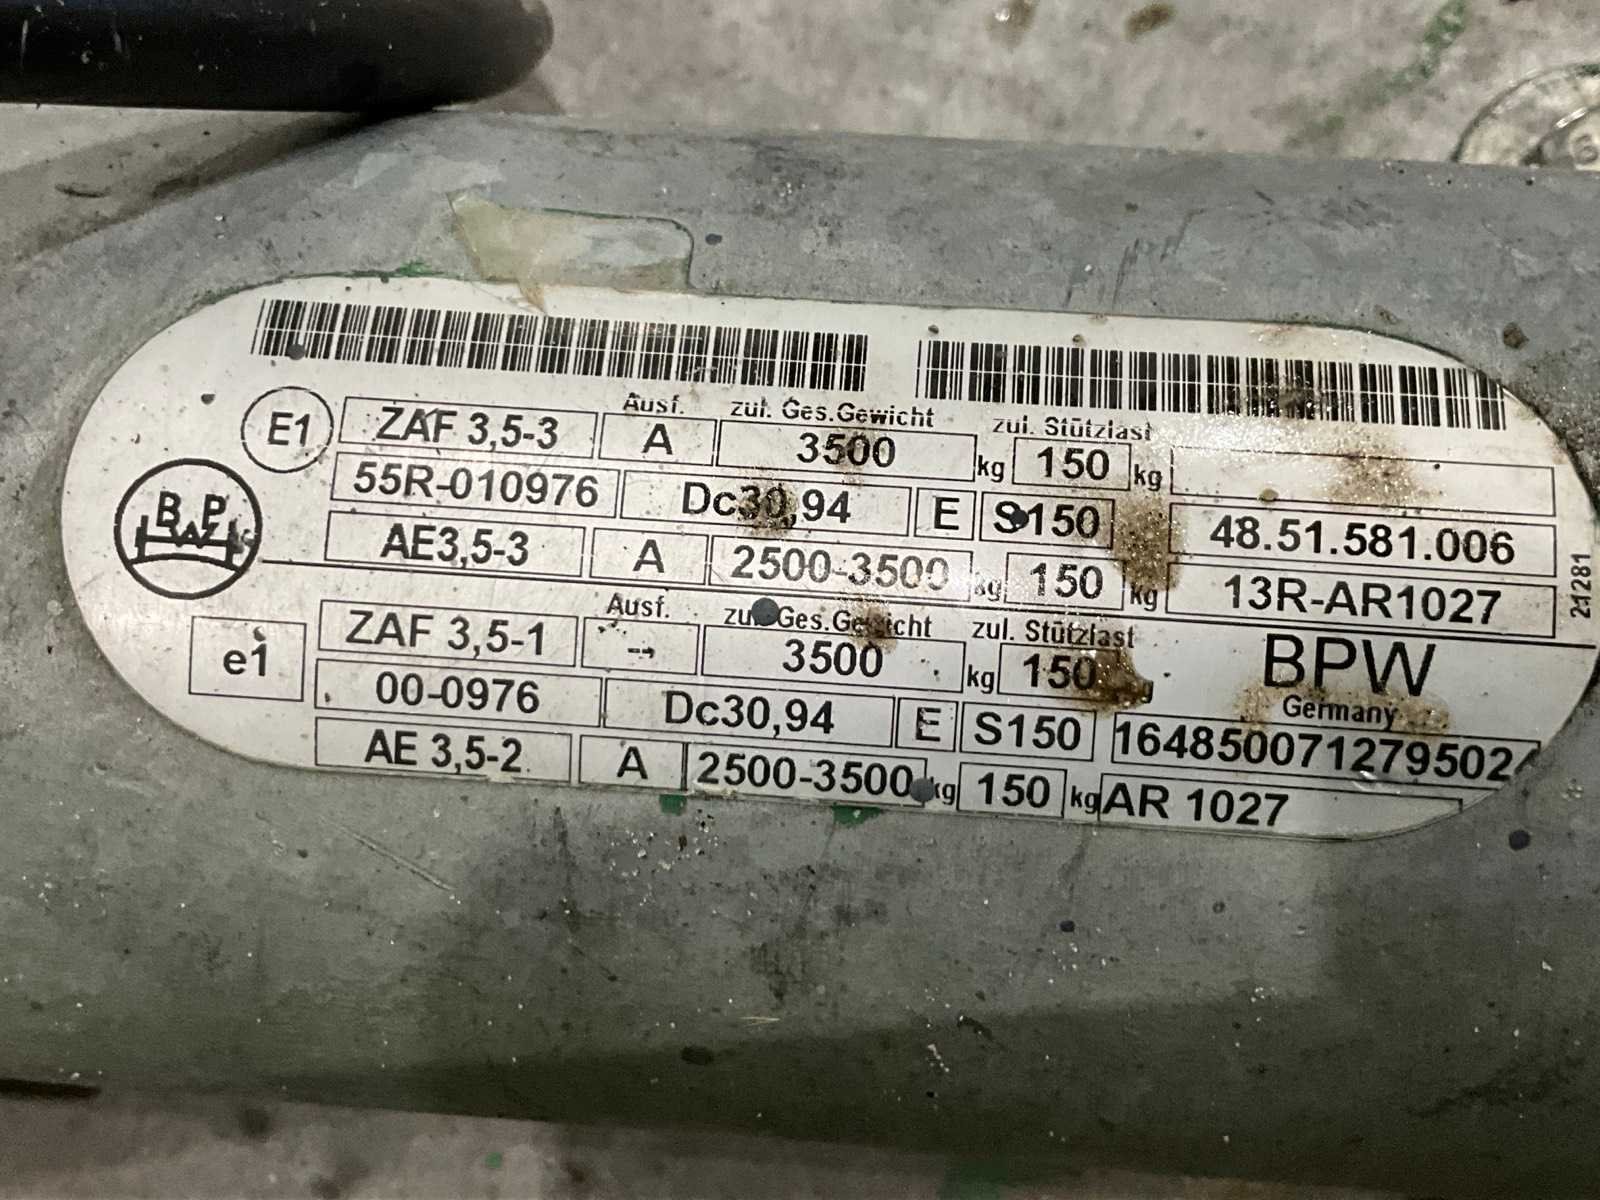 Ausf. zul. Ges.Gewicht zul. Stützlast
E1 ZAF 3,5-3 A 3500 kg 150 kg
55R-010976 Dc30,94 E S150 48.51.581.006
AE3,5-3 A 2500-3500 kg 150 kg 13R-AR1027
21281
BPW
Ausf. zul. Ges.Gewicht zul. Stützlast
e1 ZAF 3,5-1 -- 3500 kg 150 kg BPW
Germany
00-0976 Dc30,94 E S150
AE 3,5-2 A 2500-3500 kg 150 kg AR 1027